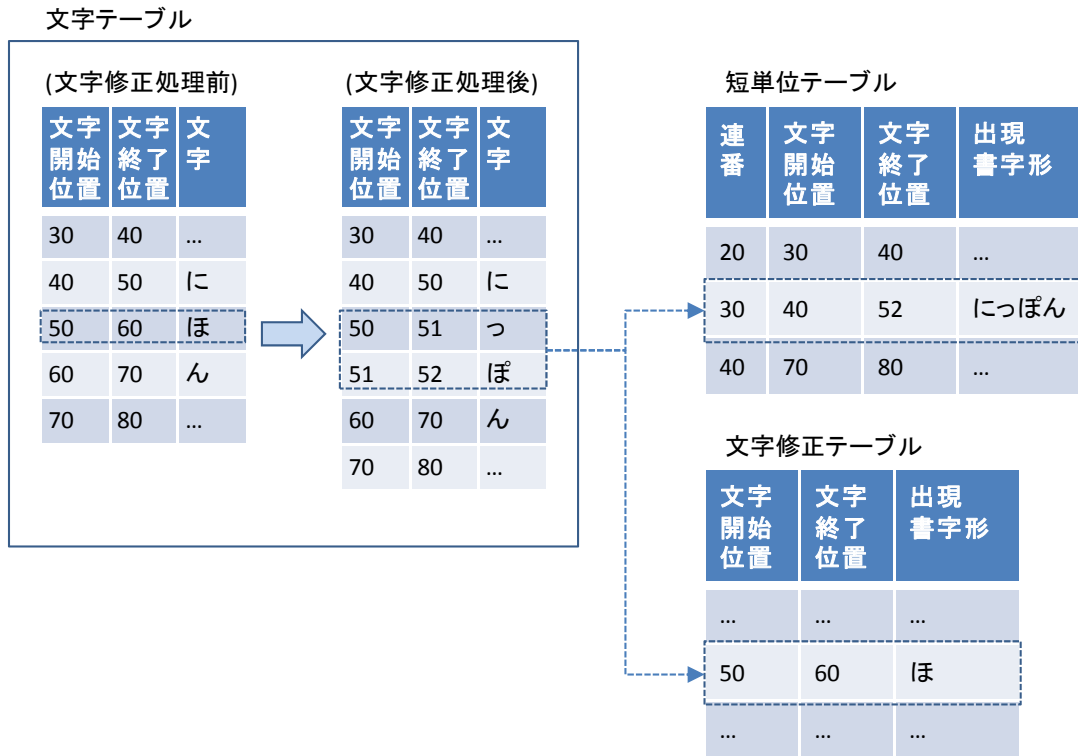 文字テーブル
(文字修正処理前)
文字 文字 文
開始 終了 字
位置 位置
30 40 …
40 50 に
50 60 ほ
60 70 ん
70 80 …
(文字修正処理後)
文字 文字 文
開始 終了 字
位置 位置
30 40 …
40 50 に
50 51 っ
51 52 ぽ
60 70 ん
70 80 …
短単位テーブル
連 文字 文字 出現
番 開始 終了 書字形
位置 位置
20 30 40 …
30 40 52 にっぽん
40 70 80 …
文字修正テーブル
文字 文字 出現
開始 終了 書字形
位置 位置
… … …
50 60 ほ
… … …